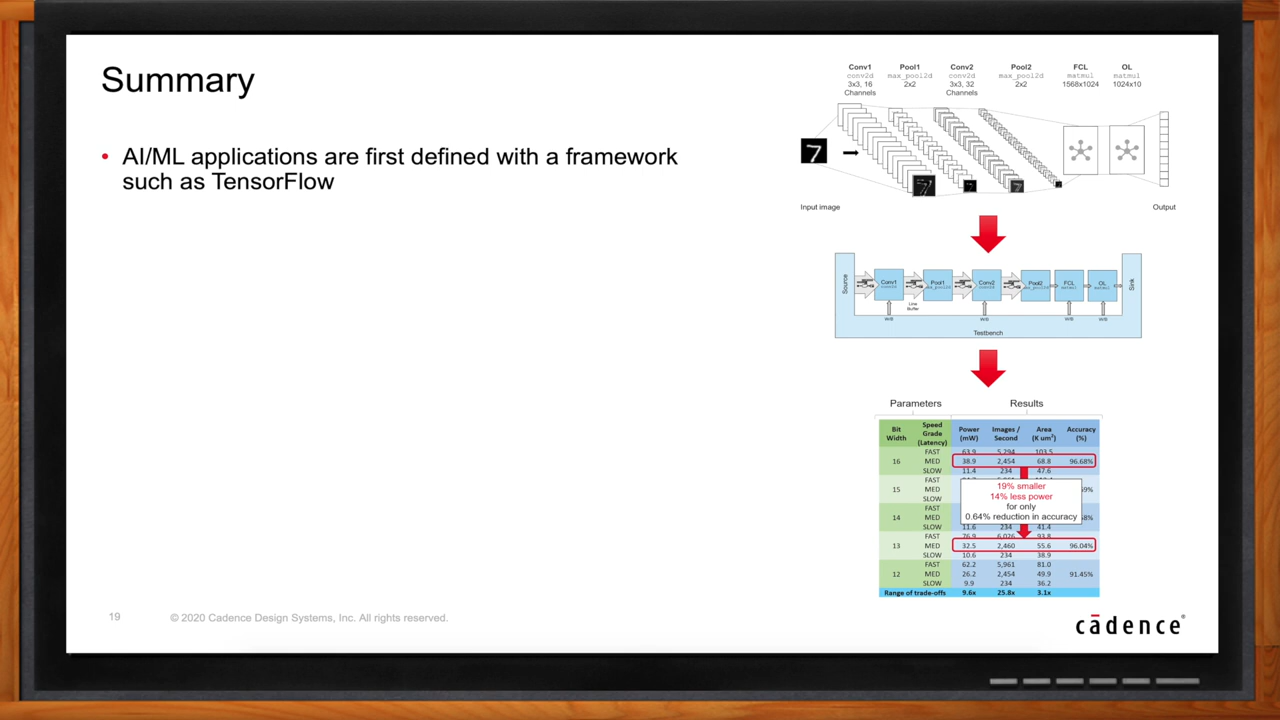 Summary
• AI/ML applications are first defined with a framework
such as TensorFlow
Conv1 Pool1 Conv2 Pool2 FCL OL
conv2d max_pool2d conv2d max_pool2d matmul matmul
3x3, 16 2x2 3x3, 32 2x2 1568x1024 1024x10
Channels Channels
Input image Output
Source Conv1 Pool1 Conv2 Pool2 FCL OL Sink
conv2d max_pool2d conv2d max_pool2d matmul matmul
Line
Buffer
W/B W/B W/B W/B
Testbench
Parameters Results
Bit Width Speed Grade (Latency) Power (mW) Images / Second Area (K um²) Accuracy (%)
FAST 63.9 5,294 103.5
16 MED 38.9 2,454 68.8 96.68%
SLOW 11.4 234 47.6
FAST
15 MED
SLOW
19% smaller
14% less power
for only
0.64% reduction in accuracy
FAST
14 MED
SLOW 11.6 234 41.4
FAST 76.9 6,026 93.8
13 MED 32.5 2,460 55.6 96.04%
SLOW 10.6 234 38.9
FAST 62.2 5,961 81.0
12 MED 26.2 2,454 49.9 91.45%
SLOW 9.9 234 36.2
Range of trade-offs 9.6x 25.8x 3.1x
19 © 2020 Cadence Design Systems, Inc. All rights reserved.
cādence®